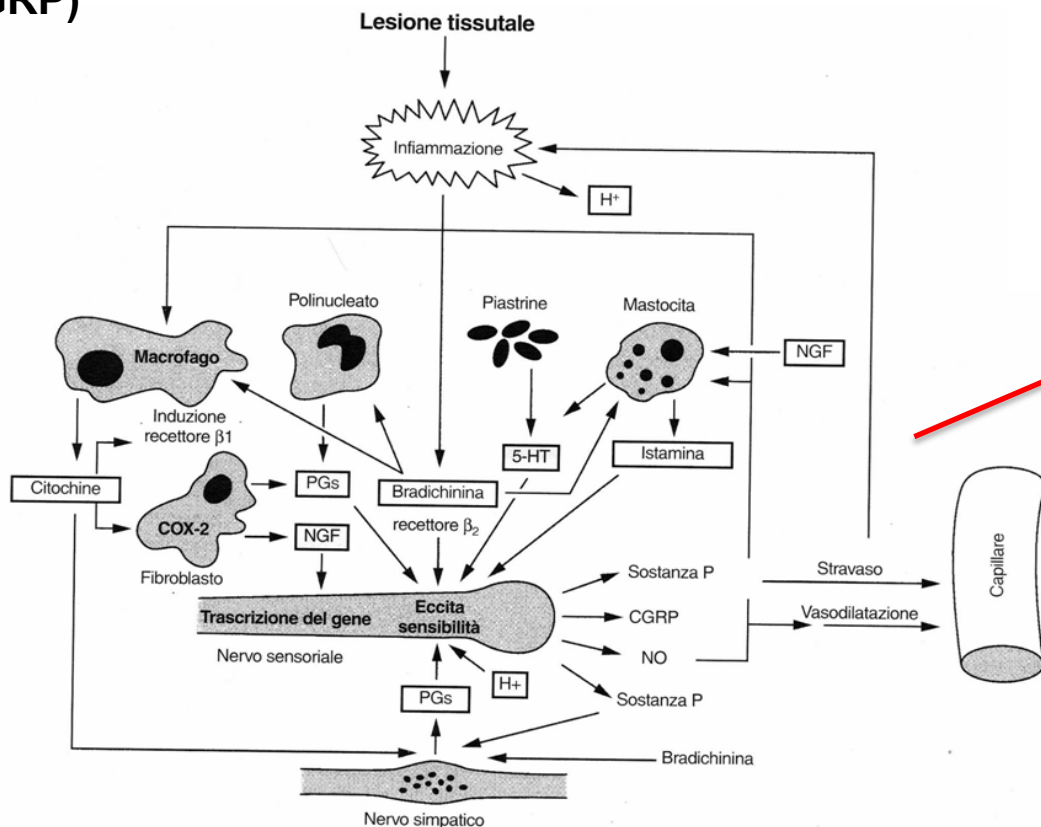 GRP)
Lesione tissutale
Infiammazione
H⁺
Polinucleato
Piastrine
Mastocita
Macrofago
NGF
Induzione
recettore β1
5-HT
Istamina
Citochine
PGs
Bradichinina
COX-2
NGF
recettore β₂
Fibroblasto
Sostanza P
Stravaso
Capillare
Trascrizione del gene
Eccita
sensibilità
CGRP
Vasodilatazione
Nervo sensoriale
NO
H+
PGs
Sostanza P
Bradichinina
Nervo simpatico